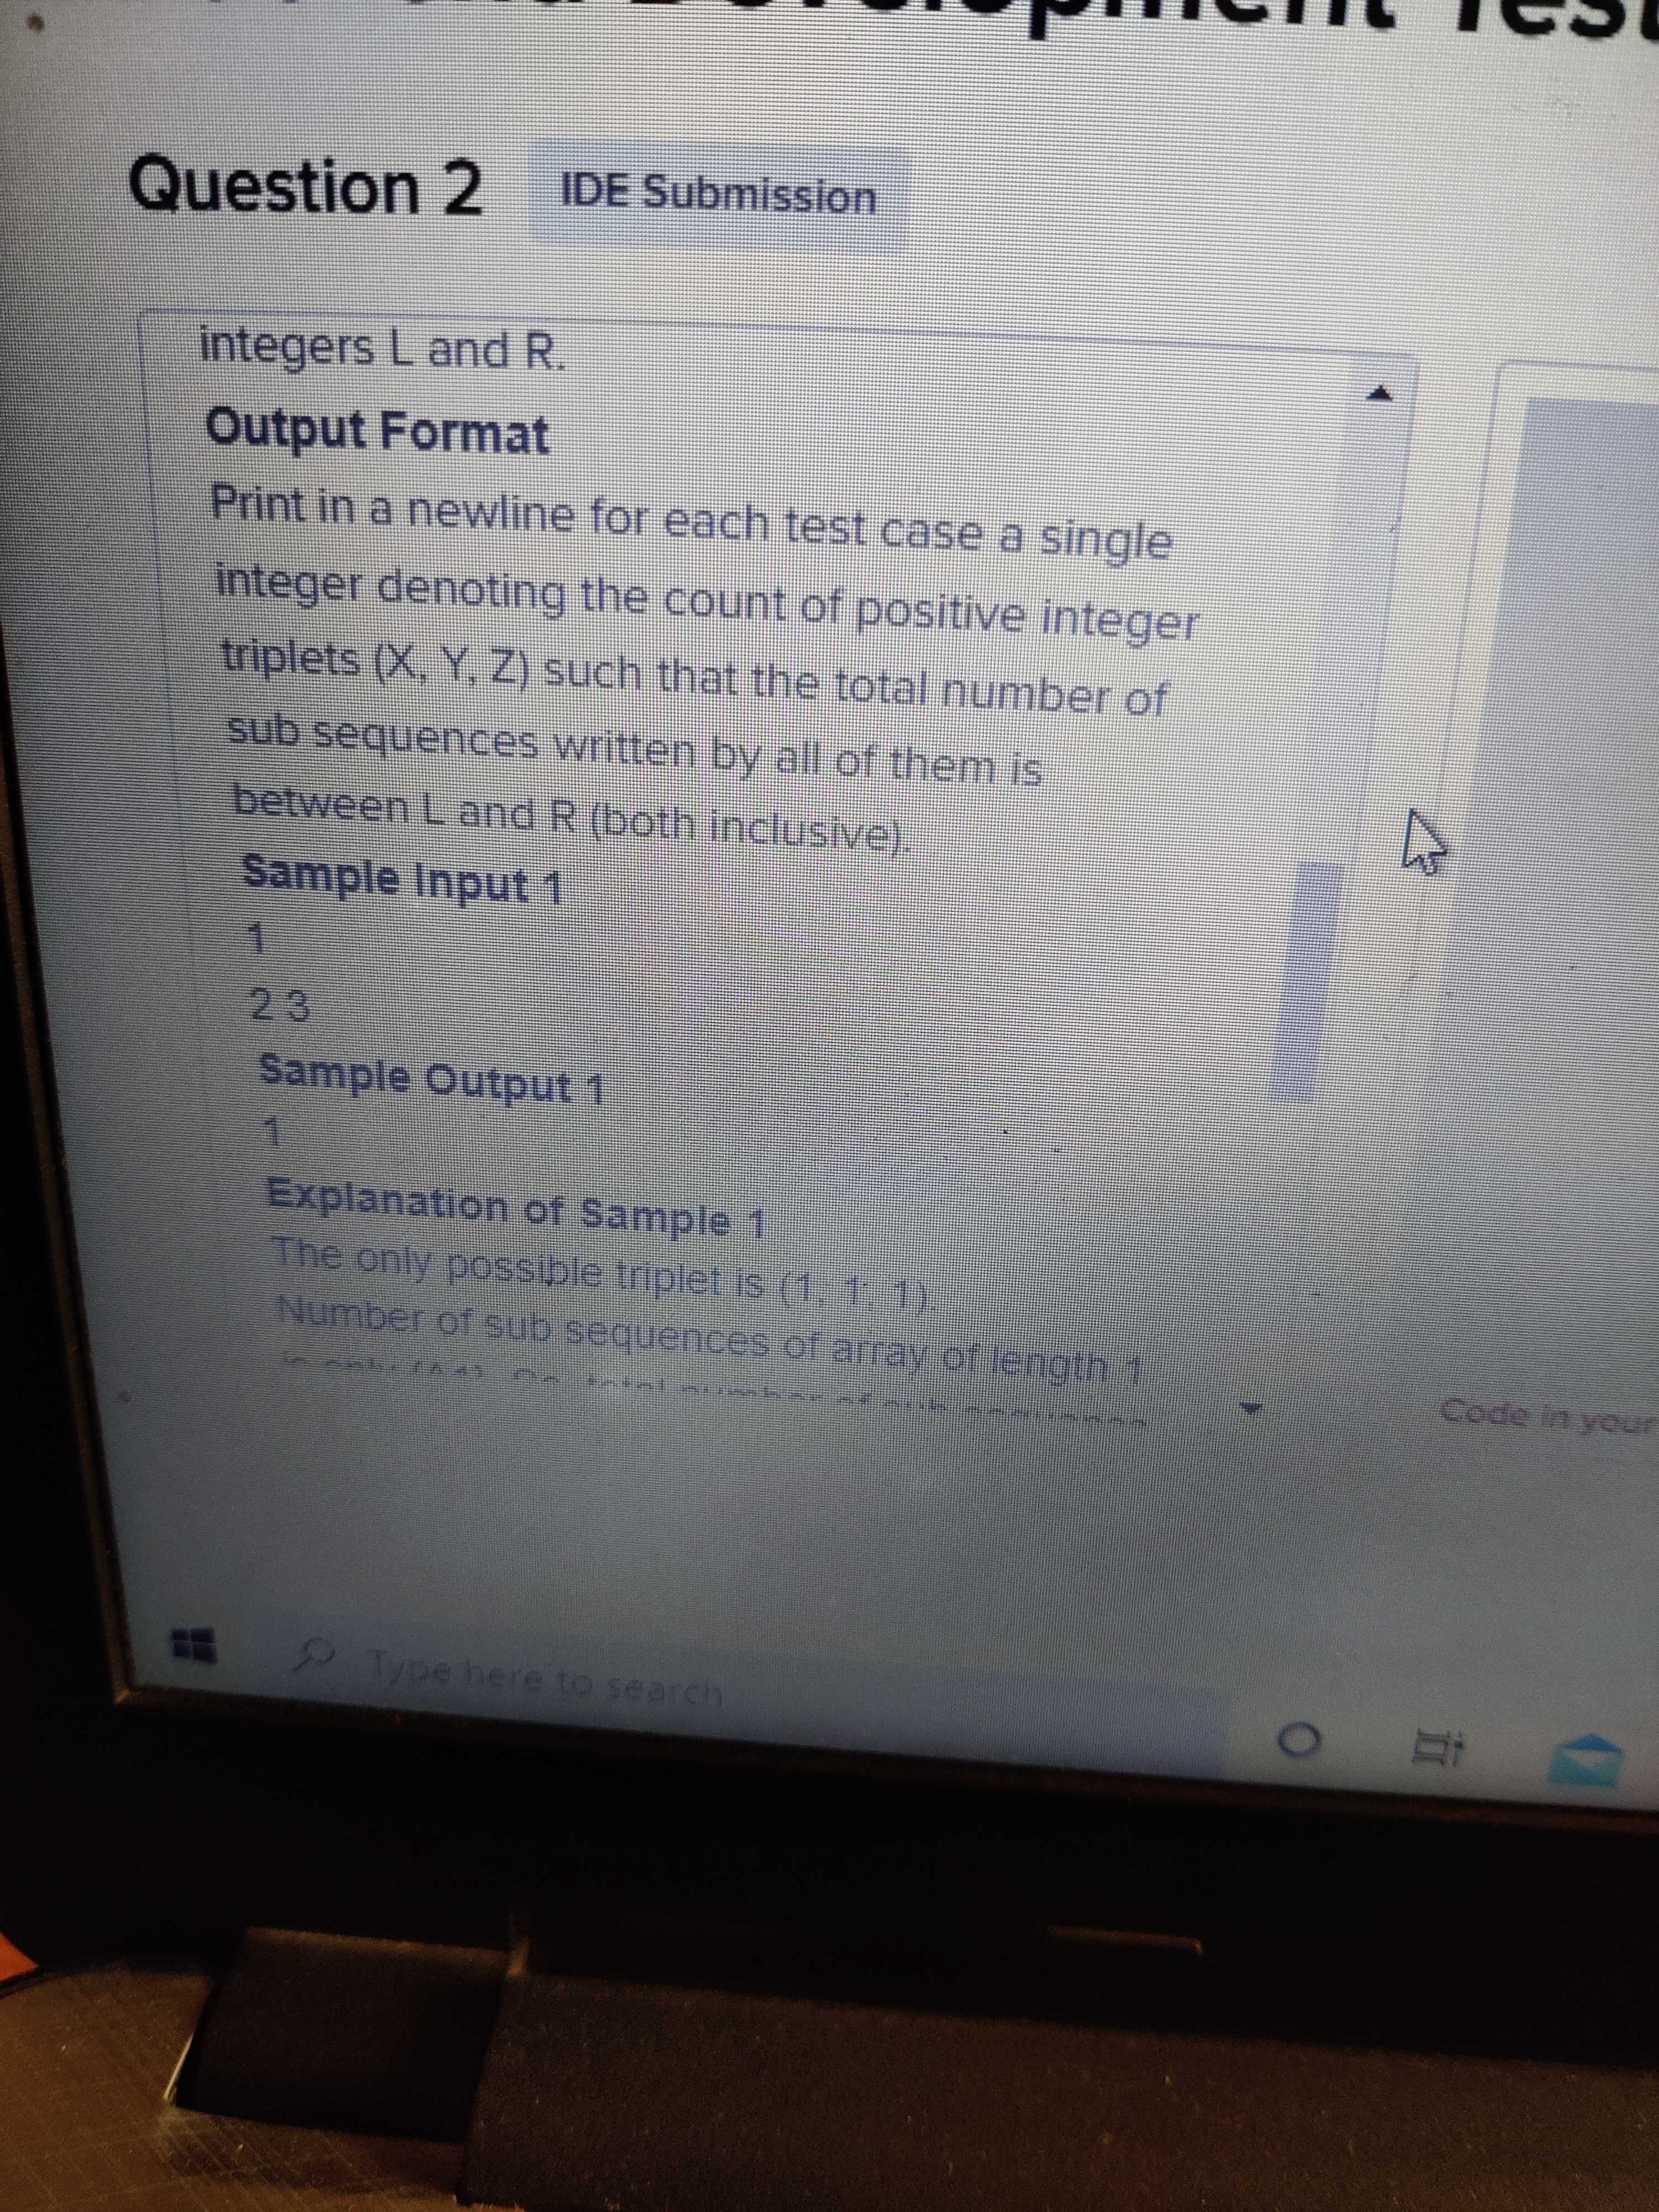 Development Tes
Question 2 IDE Submission
integers L and R.
Output Format
Print in a newline for each test case a single
integer denoting the count of positive integer
triplets (X, Y, Z) such that the total number of
sub sequences written by all of them is
between L and R (both inclusive).
Sample Input 1
1
2 3
Sample Output 1
1
Explanation of Sample 1
The only possible triplet is (1, 1, 1).
Number of sub sequences of array of length 1
Code in your
Type here to search